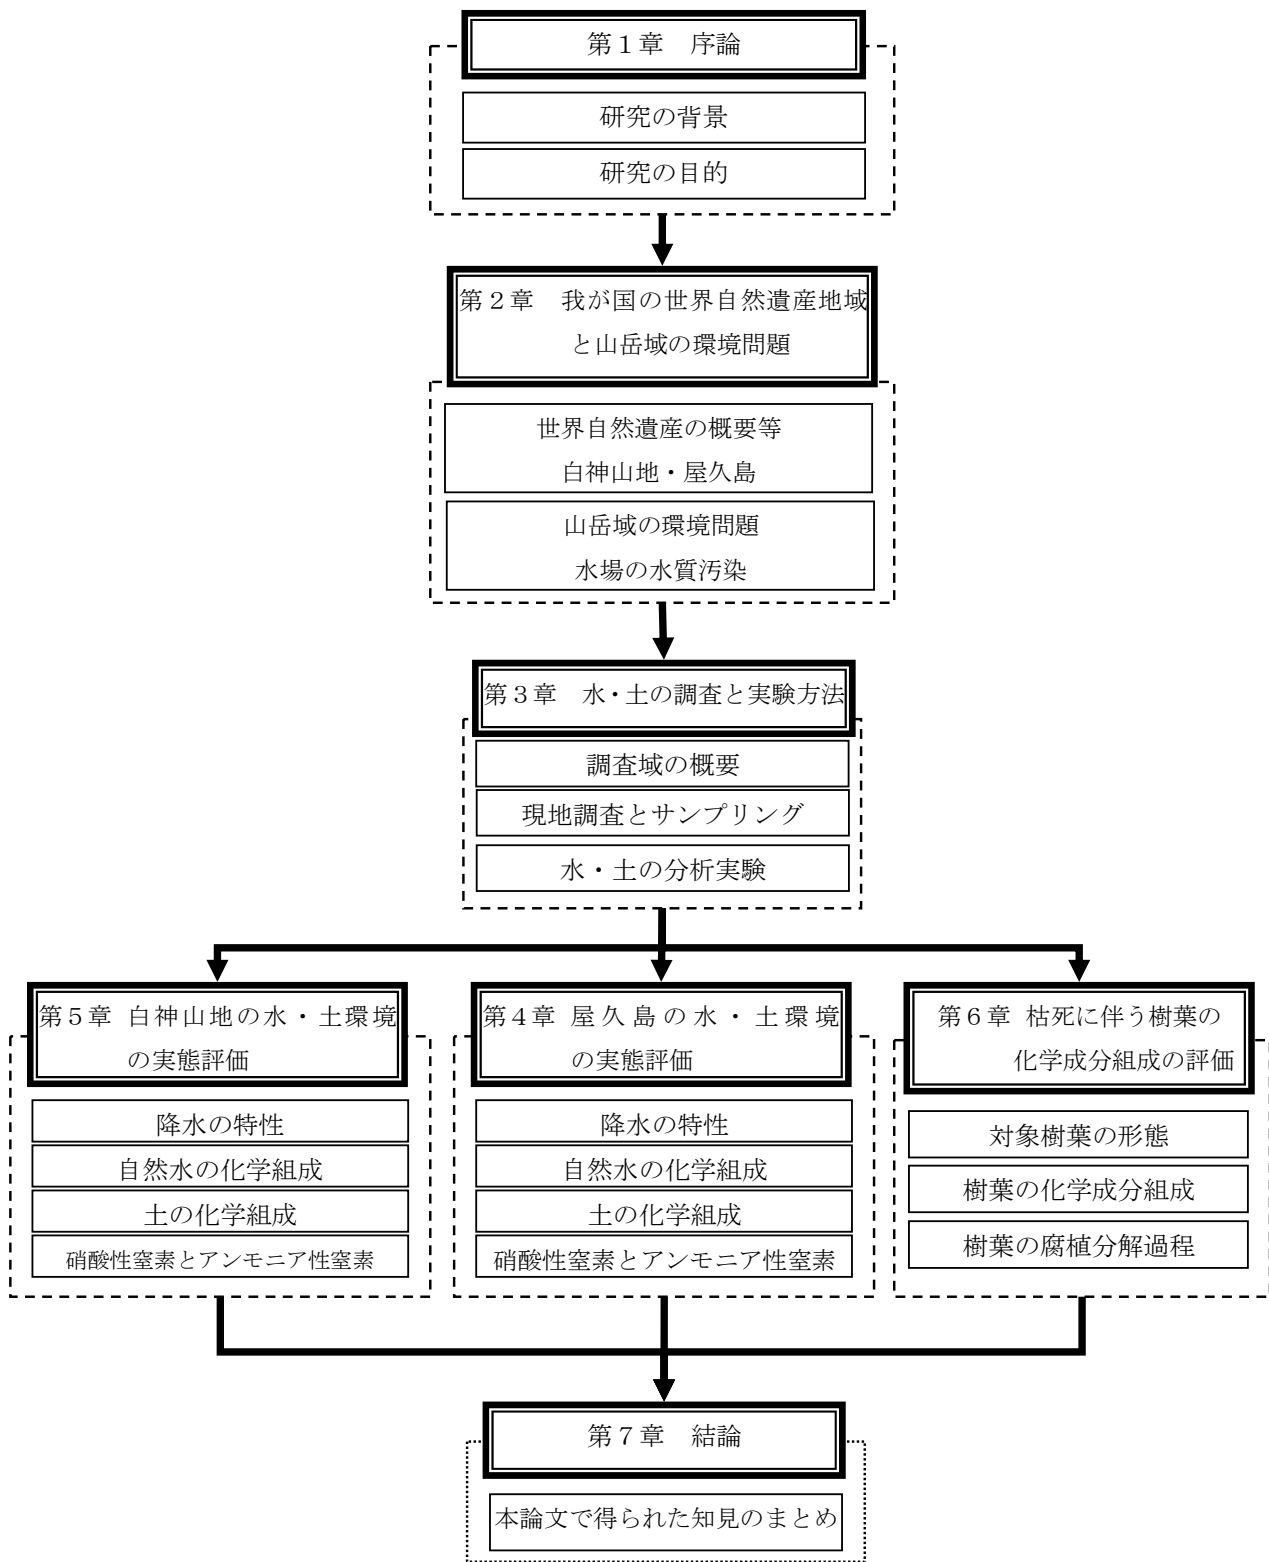 第１章　序論
研究の背景
研究の目的
第２章　我が国の世界自然遺産地域
と山岳域の環境問題
世界自然遺産の概要等
白神山地・屋久島
山岳域の環境問題
水場の水質汚染
第３章　水・土の調査と実験方法
調査域の概要
現地調査とサンプリング
水・土の分析実験
第５章 白神山地の水・土環境
の実態評価
降水の特性
自然水の化学組成
土の化学組成
硝酸性窒素とアンモニア性窒素
第４章 屋久島の水・土環境
の実態評価
降水の特性
自然水の化学組成
土の化学組成
硝酸性窒素とアンモニア性窒素
第６章 枯死に伴う樹葉の
化学成分組成の評価
対象樹葉の形態
樹葉の化学成分組成
樹葉の腐植分解過程
第７章　結論
本論文で得られた知見のまとめ